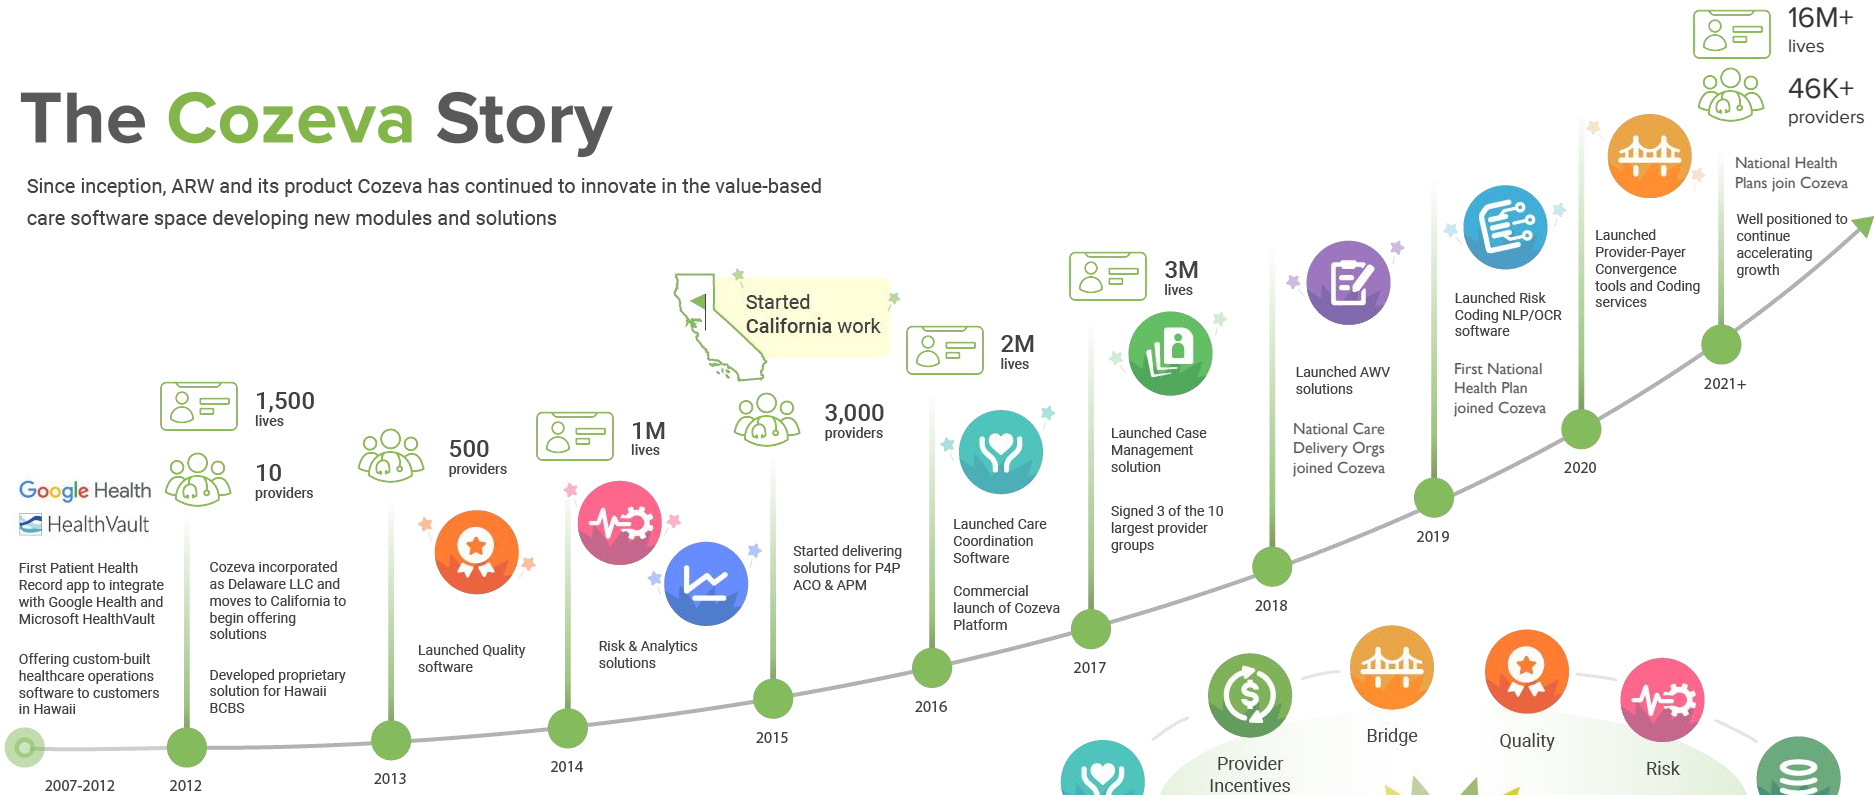 The Cozeva Story
Since inception, ARW and its product Cozeva has continued to innovate in the value-based
care software space developing new modules and solutions
Google Health
HealthVault
First Patient Health
Record app to integrate
with Google Health and
Microsoft HealthVault
Offering custom-built
healthcare operations
software to customers
in Hawaii
2007-2012
1,500
lives
10
providers
Cozeva incorporated
as Delaware LLC and
moves to California to
begin offering
solutions
Developed proprietary
solution for Hawaii
BCBS
2012
500
providers
Launched Quality
software
2013
1M
lives
Risk & Analytics
solutions
2014
Started
California work
3,000
providers
Started delivering
solutions for P4P
ACO & APM
2015
2M
lives
Launched Care
Coordination
Software
Commercial
launch of Cozeva
Platform
2016
3M
lives
Launched Case
Management
solution
Signed 3 of the 10
largest provider
groups
2017
Launched AWV
solutions
National Care
Delivery Orgs
joined Cozeva
2018
Launched Risk
Coding NLP/OCR
software
First National
Health Plan
joined Cozeva
2019
Launched
Provider-Payer
Convergence
tools and Coding
services
2020
16M+
lives
46K+
providers
National Health
Plans join Cozeva
Well positioned to
continue
accelerating
growth
2021+
Provider
Incentives
Bridge
Quality
Risk